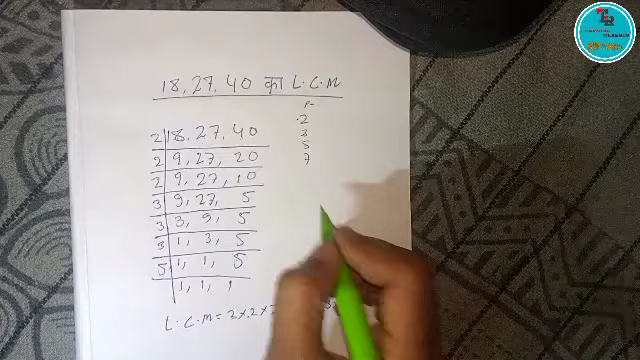 18, 27, 40 का L.C.M
P-
2
3
5
7
2 | 18, 27, 40
2 | 9, 27, 20
2 | 9, 27, 10
3 | 9, 27, 5
3 | 3, 9, 5
3 | 1, 3, 5
5 | 1, 1, 5
1, 1, 1
L.C.M = 2×2×